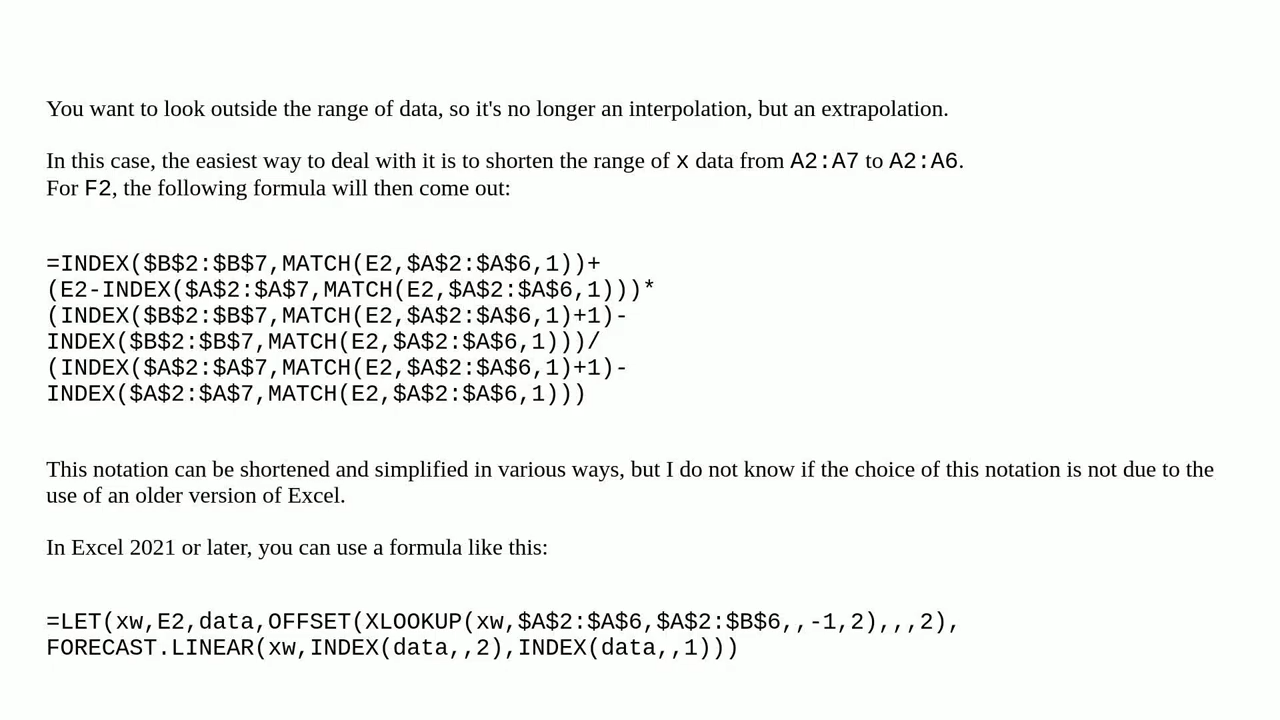 You want to look outside the range of data, so it's no longer an interpolation, but an extrapolation.
In this case, the easiest way to deal with it is to shorten the range of x data from A2:A7 to A2:A6.
For F2, the following formula will then come out:
=INDEX($B$2:$B$7,MATCH(E2,$A$2:$A$6,1))+
(E2-INDEX($A$2:$A$7,MATCH(E2,$A$2:$A$6,1)))*
(INDEX($B$2:$B$7,MATCH(E2,$A$2:$A$6,1)+1)-
INDEX($B$2:$B$7,MATCH(E2,$A$2:$A$6,1)))/
(INDEX($A$2:$A$7,MATCH(E2,$A$2:$A$6,1)+1)-
INDEX($A$2:$A$7,MATCH(E2,$A$2:$A$6,1)))
This notation can be shortened and simplified in various ways, but I do not know if the choice of this notation is not due to the
use of an older version of Excel.
In Excel 2021 or later, you can use a formula like this:
=LET(xw,E2,data,OFFSET(XLOOKUP(xw,$A$2:$A$6,$A$2:$B$6,,-1,2),,,2),
FORECAST.LINEAR(xw,INDEX(data,,2),INDEX(data,,1)))